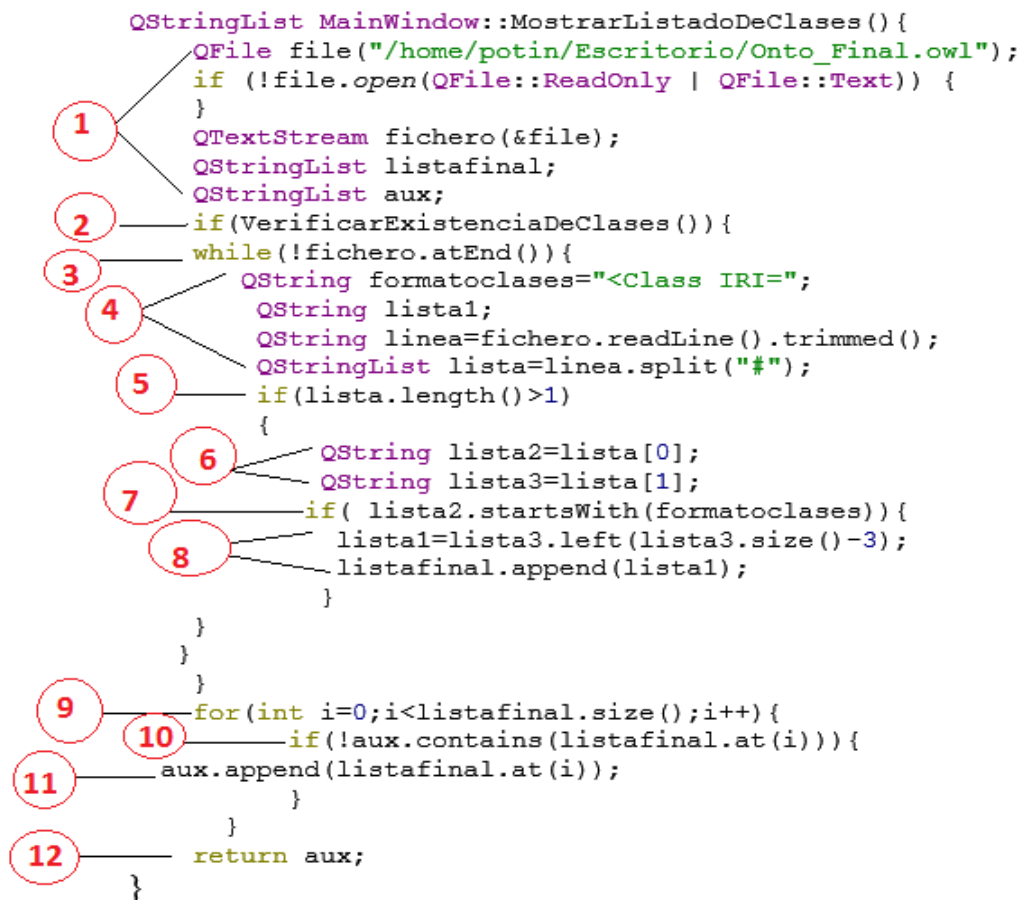 QStringList MainWindow::MostrarListadoDeClases(){
QFile file("/home/potin/Escritorio/Onto_Final.owl");
if (!file.open(QFile::ReadOnly | QFile::Text)) {
}
1
QTextStream fichero(&file);
QStringList listafinal;
QStringList aux;
2 if(VerificarExistenciaDeClases()){
3 while(!fichero.atEnd()){
QString formatoclases="<Class IRI=";
4 QString lista1;
QString linea=fichero.readLine().trimmed();
QStringList lista=linea.split("#");
5 if(lista.length()>1)
{
6 QString lista2=lista[0];
QString lista3=lista[1];
7 if( lista2.startsWith(formatoclases)){
8 lista1=lista3.left(lista3.size()-3);
listafinal.append(lista1);
}
}
}
}
9 for(int i=0;i<listafinal.size();i++){
10 if(!aux.contains(listafinal.at(i))){
11 aux.append(listafinal.at(i));
}
}
12 return aux;
}